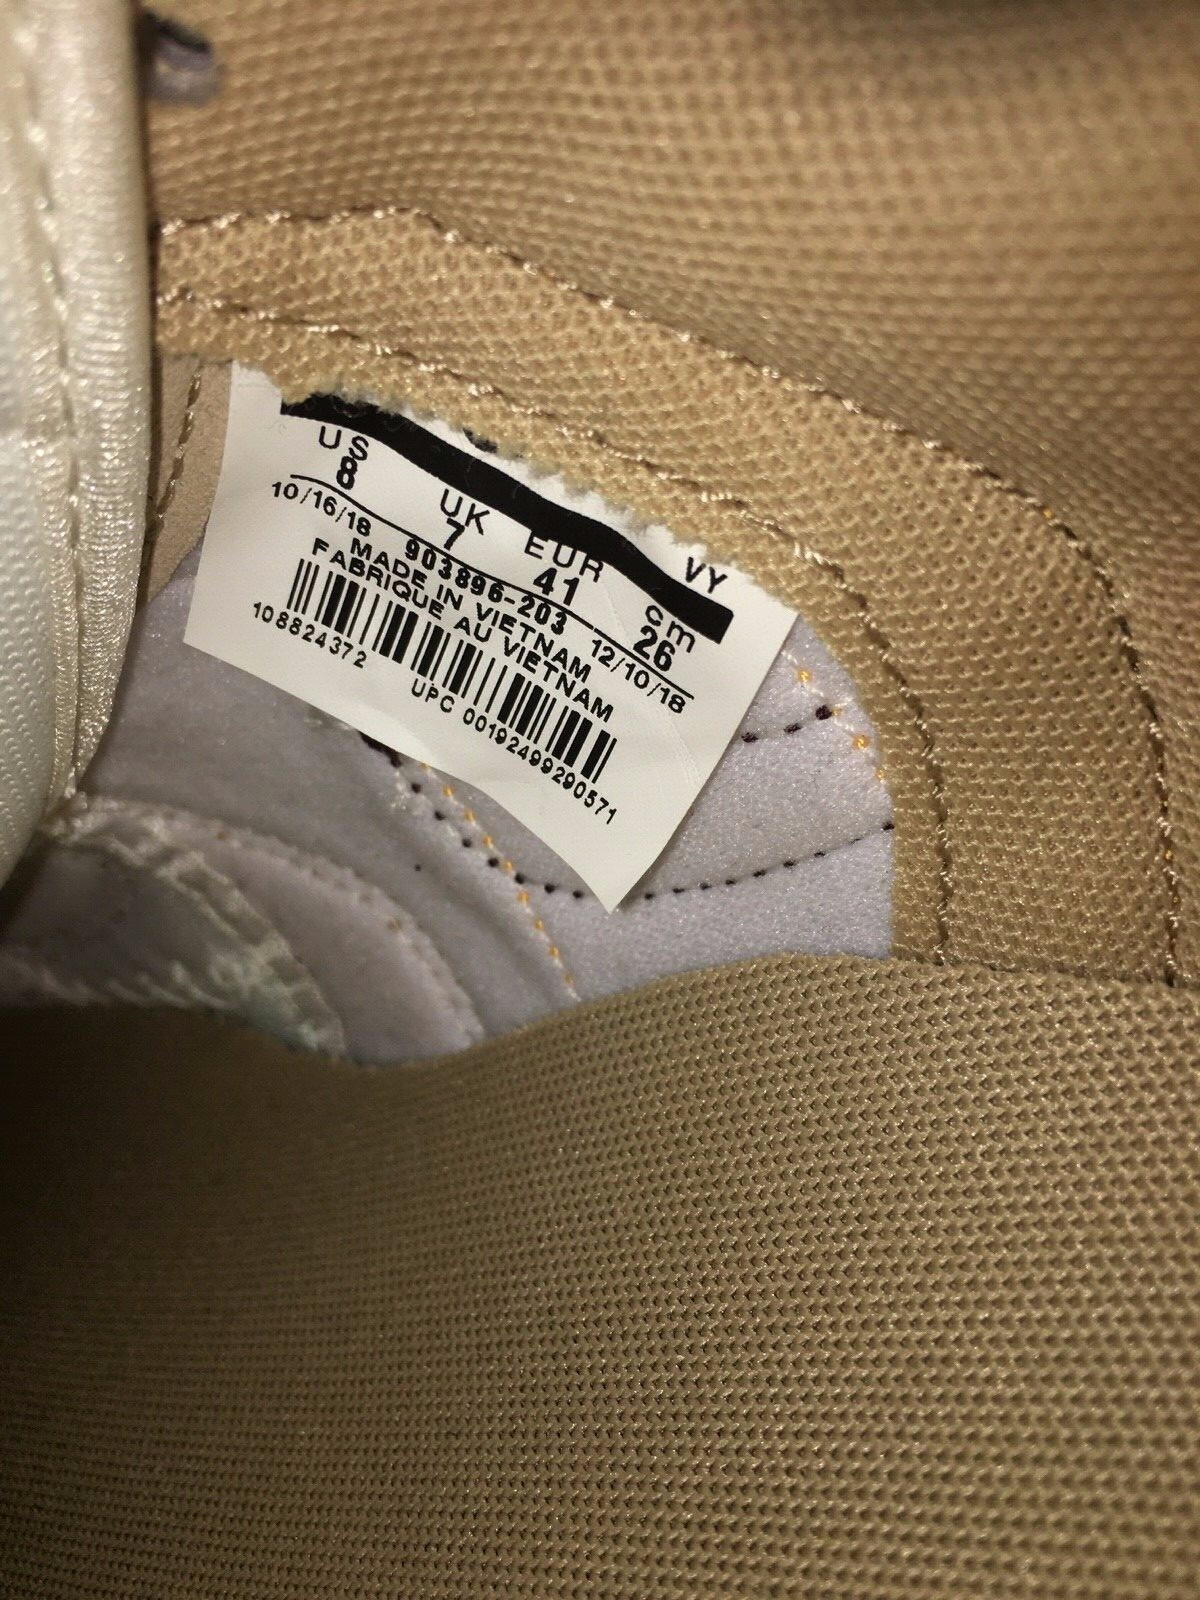 US UK EUR cm VY
8 7 41 26
10/16/18 903896-203 12/10/18
MADE IN VIETNAM
FABRIQUE AU VIETNAM
108824372
UPC 00192499290571